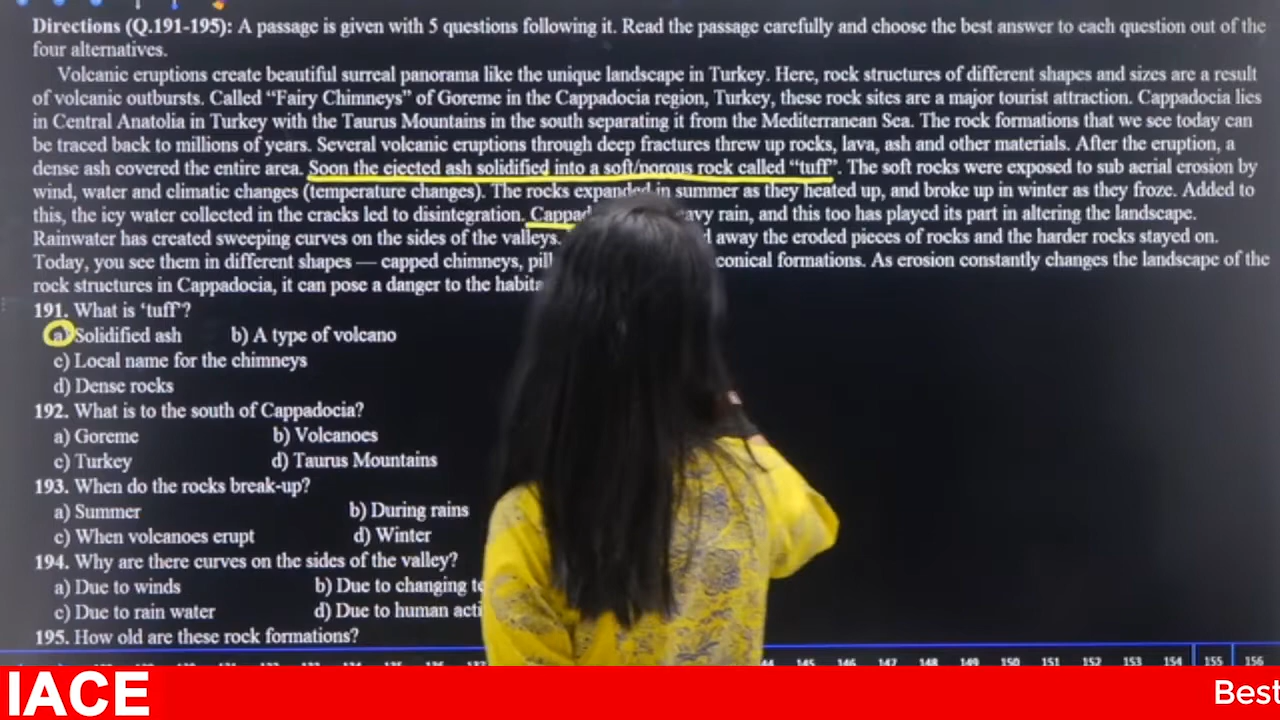 Directions (Q.191-195): A passage is given with 5 questions following it. Read the passage carefully and choose the best answer to each question out of the
four alternatives.
Volcanic eruptions create beautiful surreal panorama like the unique landscape in Turkey. Here, rock structures of different shapes and sizes are a result
of volcanic outbursts. Called “Fairy Chimneys” of Goreme in the Cappadocia region, Turkey, these rock sites are a major tourist attraction. Cappadocia lies
in Central Anatolia in Turkey with the Taurus Mountains in the south separating it from the Mediterranean Sea. The rock formations that we see today can
be traced back to millions of years. Several volcanic eruptions through deep fractures threw up rocks, lava, ash and other materials. After the eruption, a
dense ash covered the entire area. Soon the ejected ash solidified into a soft/porous rock called “tuff”. The soft rocks were exposed to sub aerial erosion by
wind, water and climatic changes (temperature changes). The rocks expanded in summer as they heated up, and broke up in winter as they froze. Added to
this, the icy water collected in the cracks led to disintegration. rain, and this too has played its part in altering the landscape.
Rainwater has created sweeping curves on the sides of the valleys. away the eroded pieces of rocks and the harder rocks stayed on.
Today, you see them in different shapes — capped chimneys, conical formations. As erosion constantly changes the landscape of the
rock structures in Cappadocia, it can pose a danger to the
191. What is ‘tuff’?
a) Solidified ash b) A type of volcano
c) Local name for the chimneys
d) Dense rocks
192. What is to the south of Cappadocia?
a) Goreme b) Volcanoes
c) Turkey d) Taurus Mountains
193. When do the rocks break-up?
a) Summer b) During rains
c) When volcanoes erupt d) Winter
194. Why are there curves on the sides of the valley?
a) Due to winds b) Due to changing
c) Due to rain water d) Due to human
195. How old are these rock formations?
145 146 147 148 149 150 151 152 153 154 155 156
IACE
Best